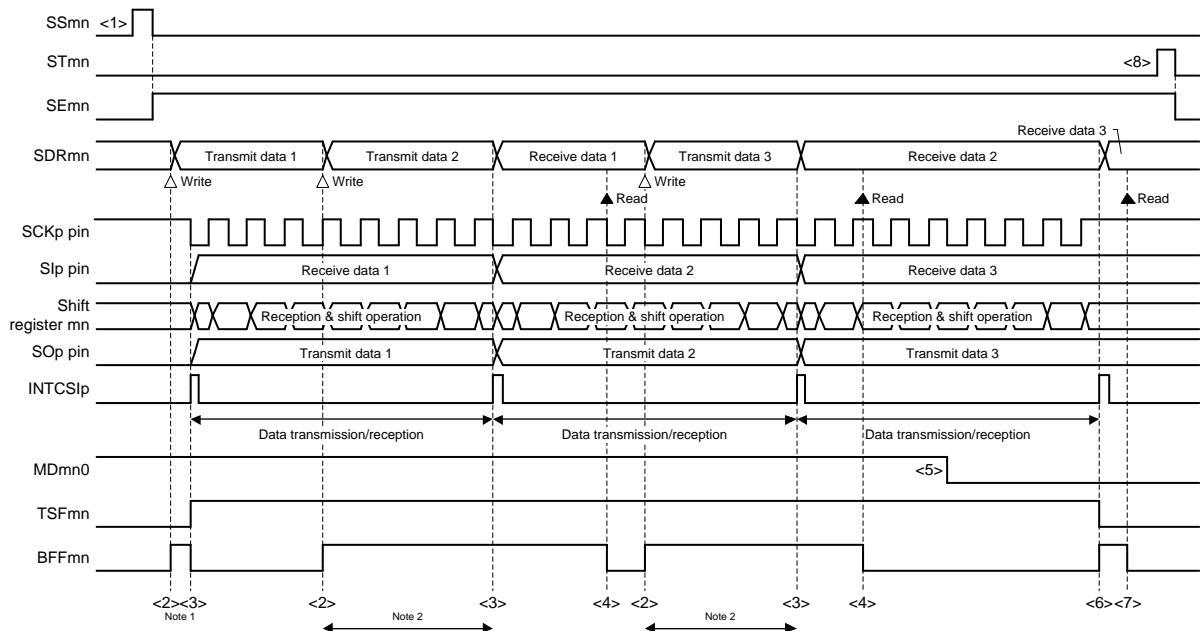 SSmn <1>
STmn <8>
SEmn
Receive data 3
SDRmn Transmit data 1 Transmit data 2 Receive data 1 Transmit data 3 Receive data 2
Write Write Write
Read Read Read
SCKp pin
SIp pin Receive data 1 Receive data 2 Receive data 3
Shift
register mn Reception & shift operation Reception & shift operation Reception & shift operation
SOp pin Transmit data 1 Transmit data 2 Transmit data 3
INTCSIp
Data transmission/reception Data transmission/reception Data transmission/reception
MDmn0 <5>
TSFmn
BFFmn
<2><3> <2> <3> <4> <2> <3> <4> <6><7>
Note 1 Note 2 Note 2